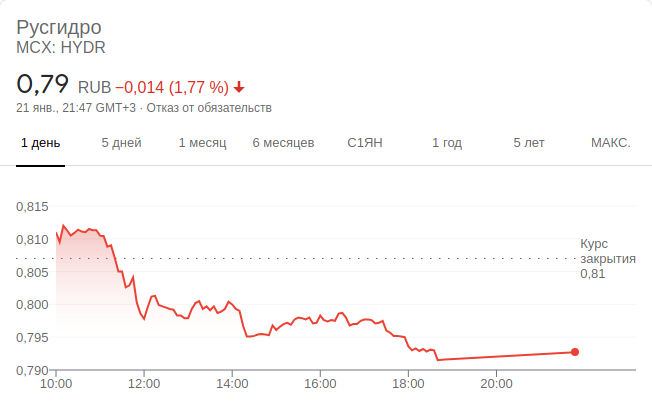 Русгидро
MCX: HYDR
0,79 RUB −0,014 (1,77 %)
21 янв., 21:47 GMT+3 · Отказ от обязательств
1 день 5 дней 1 месяц 6 месяцев С1ЯН 1 год 5 лет МАКС.
0,815
0,810
0,805
0,800
0,795
0,790
Курс
закрытия
0,81
10:00 12:00 14:00 16:00 18:00 20:00